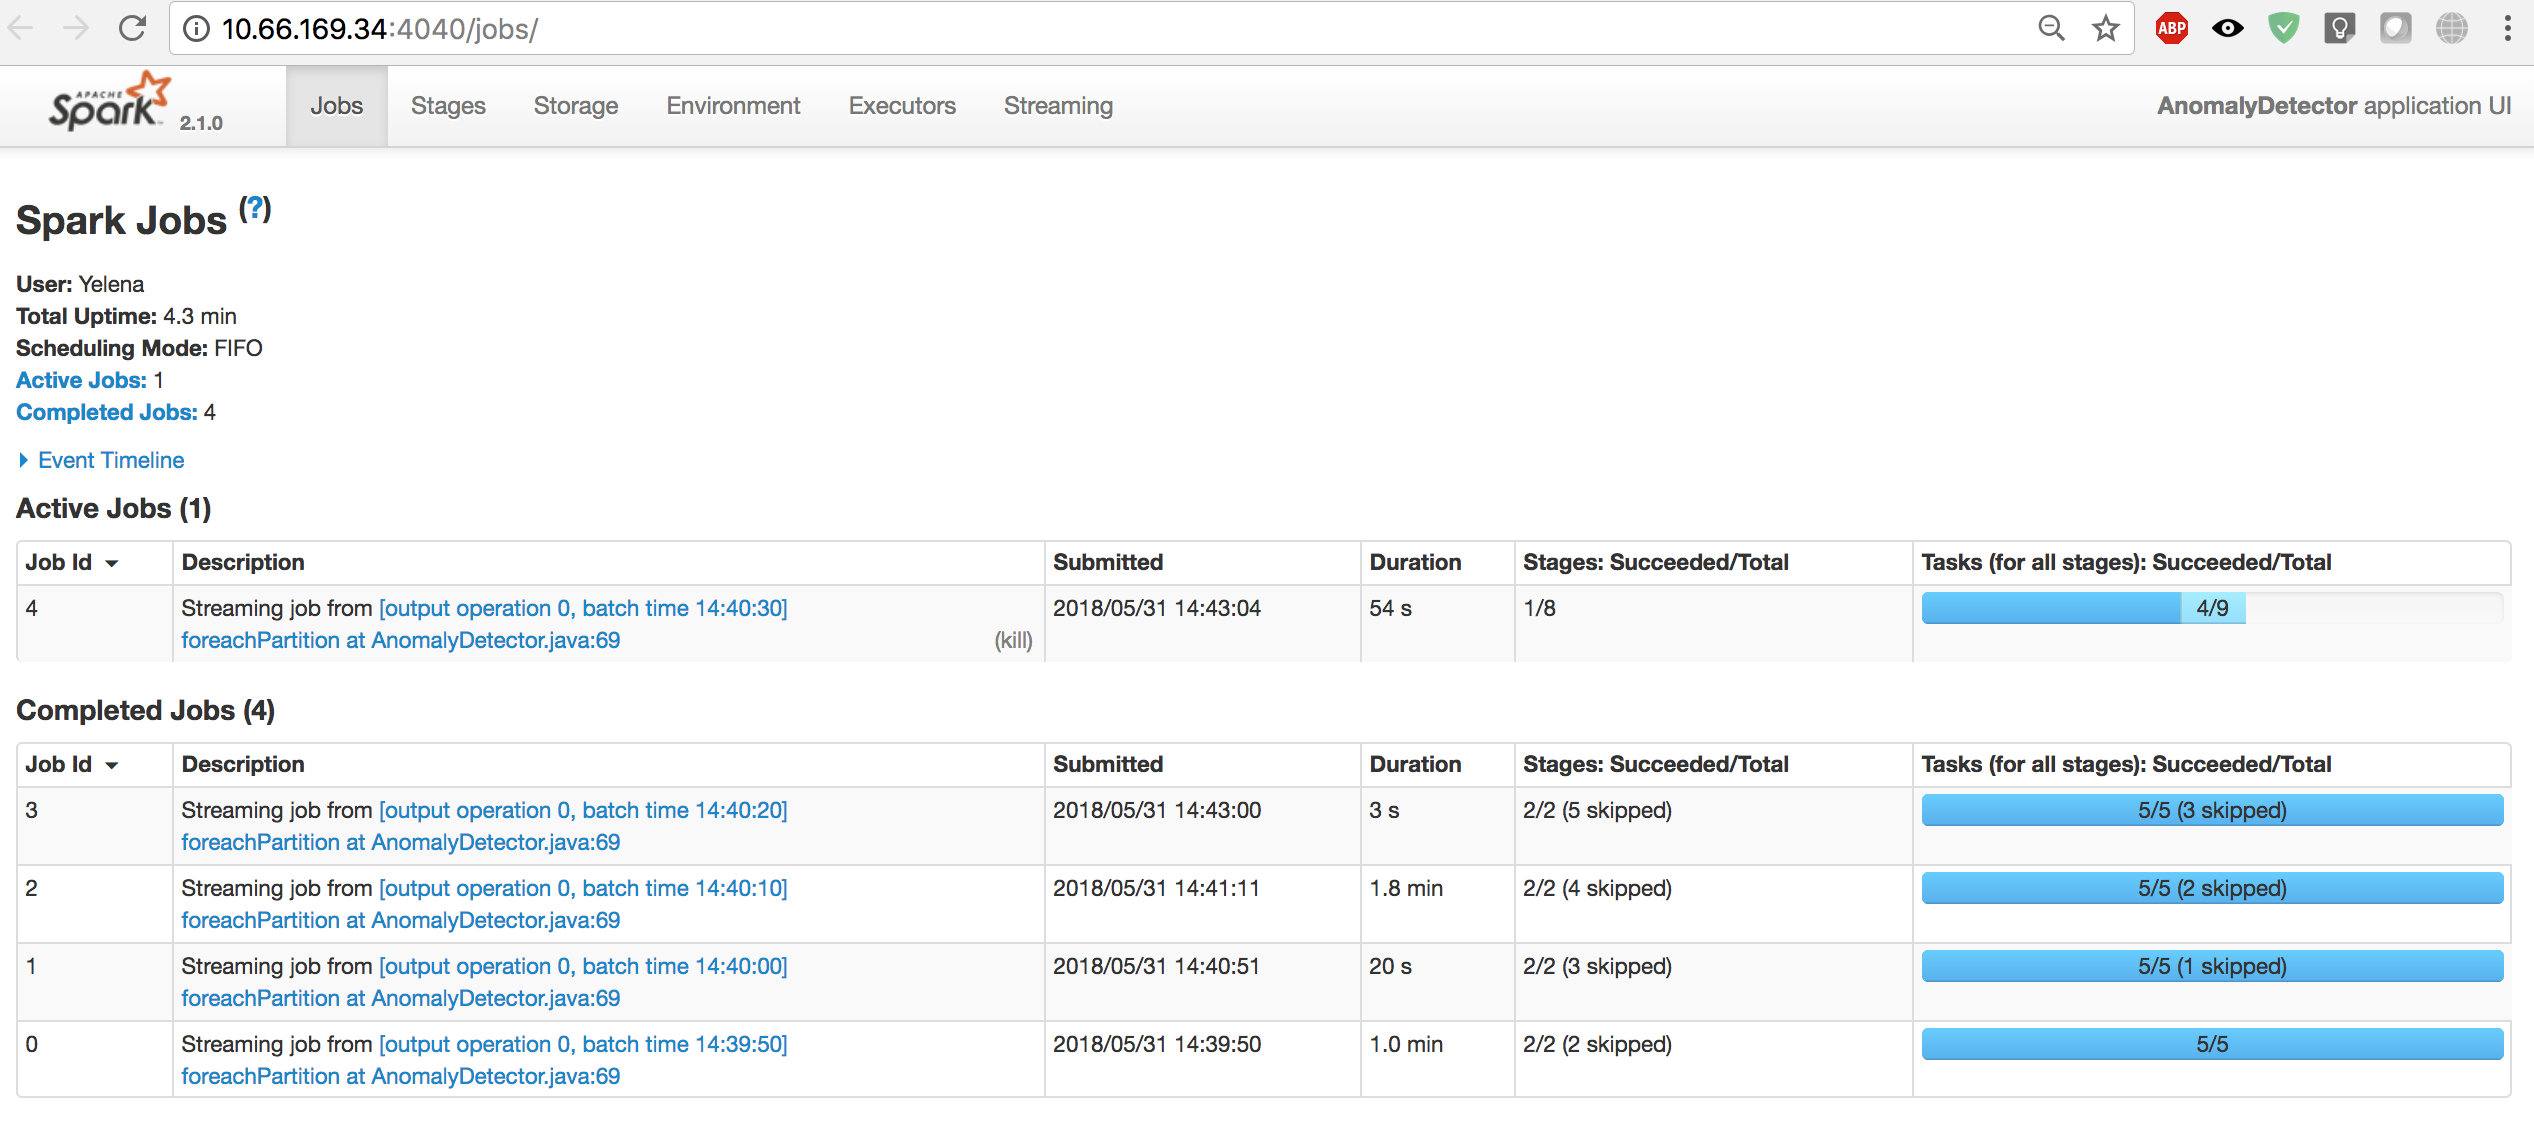 10.66.169.34:4040/jobs/
ABP
APACHE Spark 2.1.0 Jobs Stages Storage Environment Executors Streaming AnomalyDetector application UI
Spark Jobs (?)
User: Yelena
Total Uptime: 4.3 min
Scheduling Mode: FIFO
Active Jobs: 1
Completed Jobs: 4
Event Timeline
Active Jobs (1)
Job Id Description Submitted Duration Stages: Succeeded/Total Tasks (for all stages): Succeeded/Total
4 Streaming job from [output operation 0, batch time 14:40:30] 2018/05/31 14:43:04 54 s 1/8 4/9
foreachPartition at AnomalyDetector.java:69 (kill)
Completed Jobs (4)
Job Id Description Submitted Duration Stages: Succeeded/Total Tasks (for all stages): Succeeded/Total
3 Streaming job from [output operation 0, batch time 14:40:20] 2018/05/31 14:43:00 3 s 2/2 (5 skipped) 5/5 (3 skipped)
foreachPartition at AnomalyDetector.java:69
2 Streaming job from [output operation 0, batch time 14:40:10] 2018/05/31 14:41:11 1.8 min 2/2 (4 skipped) 5/5 (2 skipped)
foreachPartition at AnomalyDetector.java:69
1 Streaming job from [output operation 0, batch time 14:40:00] 2018/05/31 14:40:51 20 s 2/2 (3 skipped) 5/5 (1 skipped)
foreachPartition at AnomalyDetector.java:69
0 Streaming job from [output operation 0, batch time 14:39:50] 2018/05/31 14:39:50 1.0 min 2/2 (2 skipped) 5/5
foreachPartition at AnomalyDetector.java:69